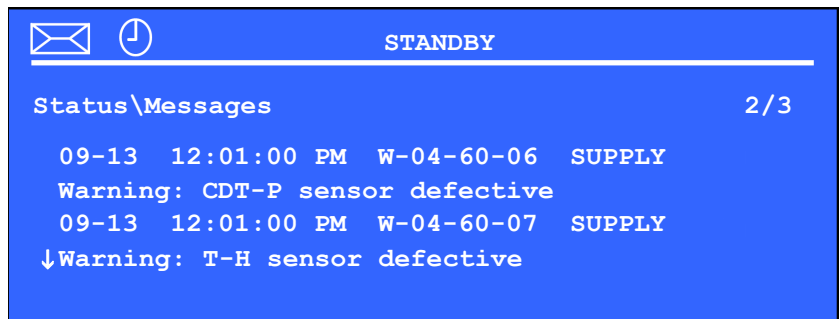 STANDBY
Status\Messages 2/3
09-13 12:01:00 PM W-04-60-06 SUPPLY
Warning: CDT-P sensor defective
09-13 12:01:00 PM W-04-60-07 SUPPLY
↓Warning: T-H sensor defective